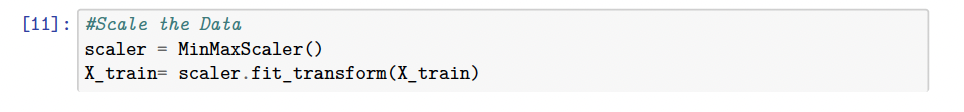 [11]: #Scale the Data
scaler = MinMaxScaler()
X_train= scaler.fit_transform(X_train)